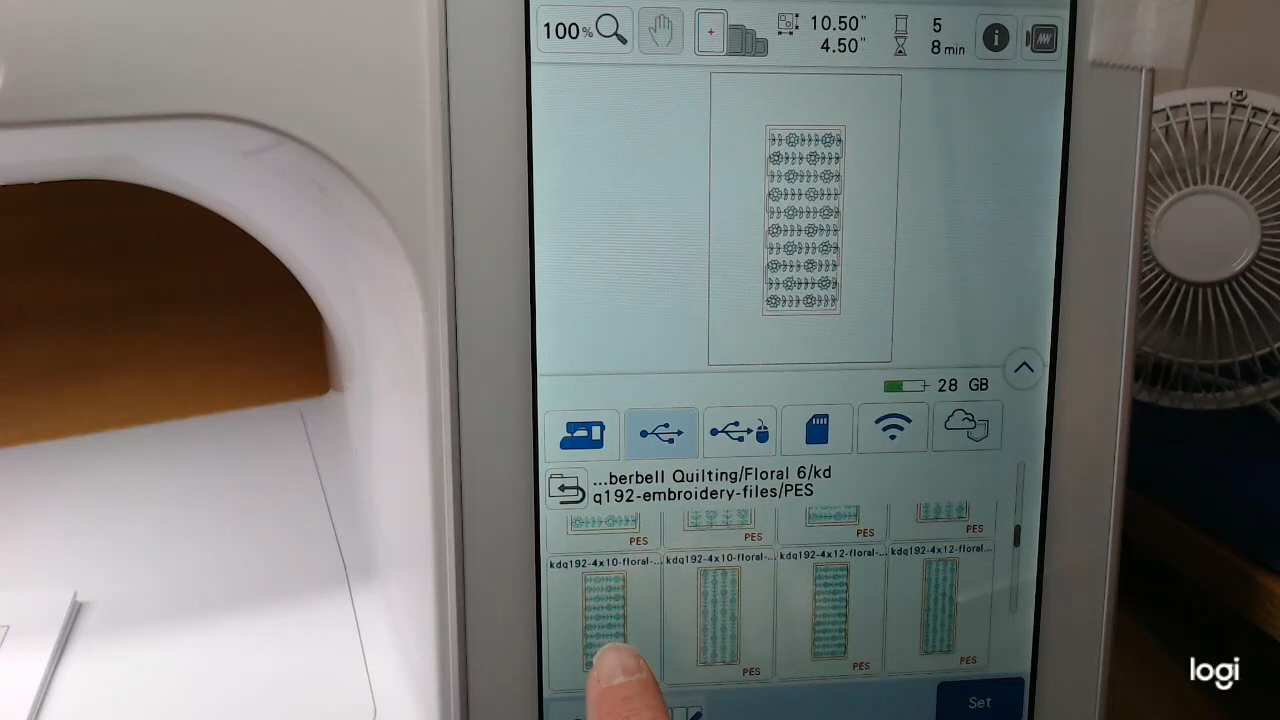 100%
10.50"
4.50"
5
8 min
28 GB
...berbell Quilting/Floral 6/kd
q192-embroidery-files/PES
PES
PES
PES
PES
kdq192-4x10-floral-...
kdq192-4x10-floral-...
kdq192-4x12-floral-...
kdq192-4x12-floral...
PES
PES
PES
Set
logi